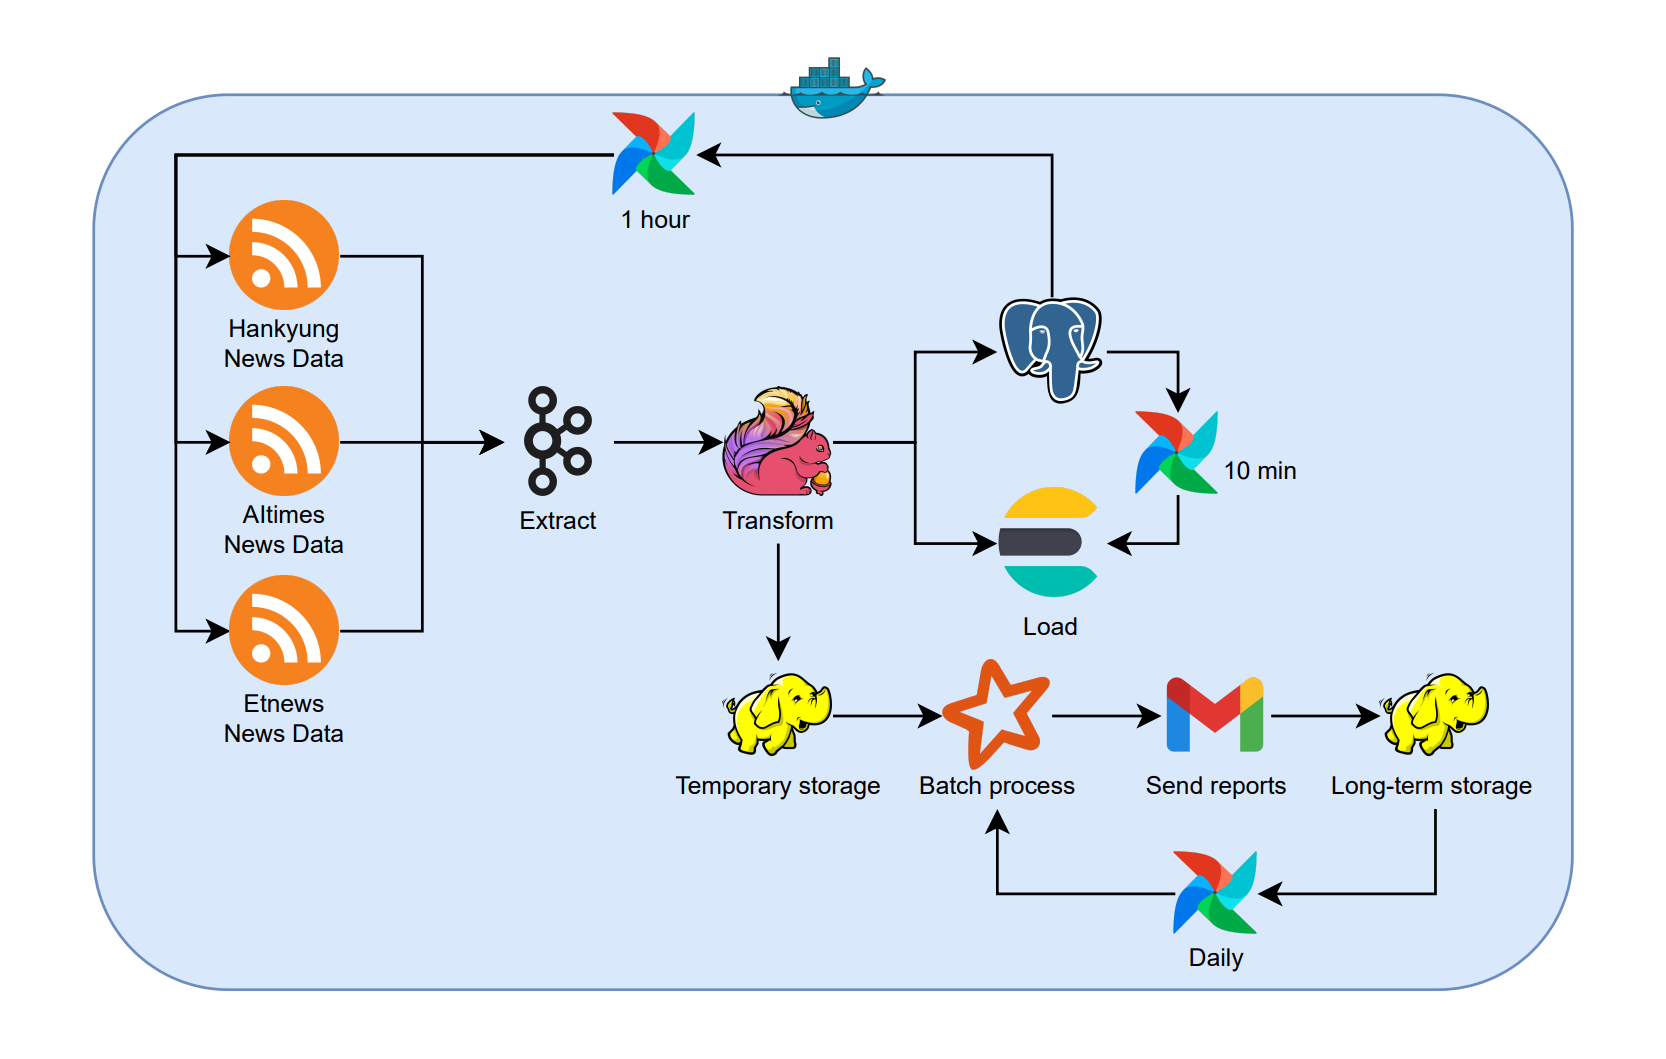 1 hour
Hankyung
News Data
AItimes
News Data
Etnews
News Data
Extract
Transform
10 min
Load
Temporary storage
Batch process
Send reports
Long-term storage
Daily